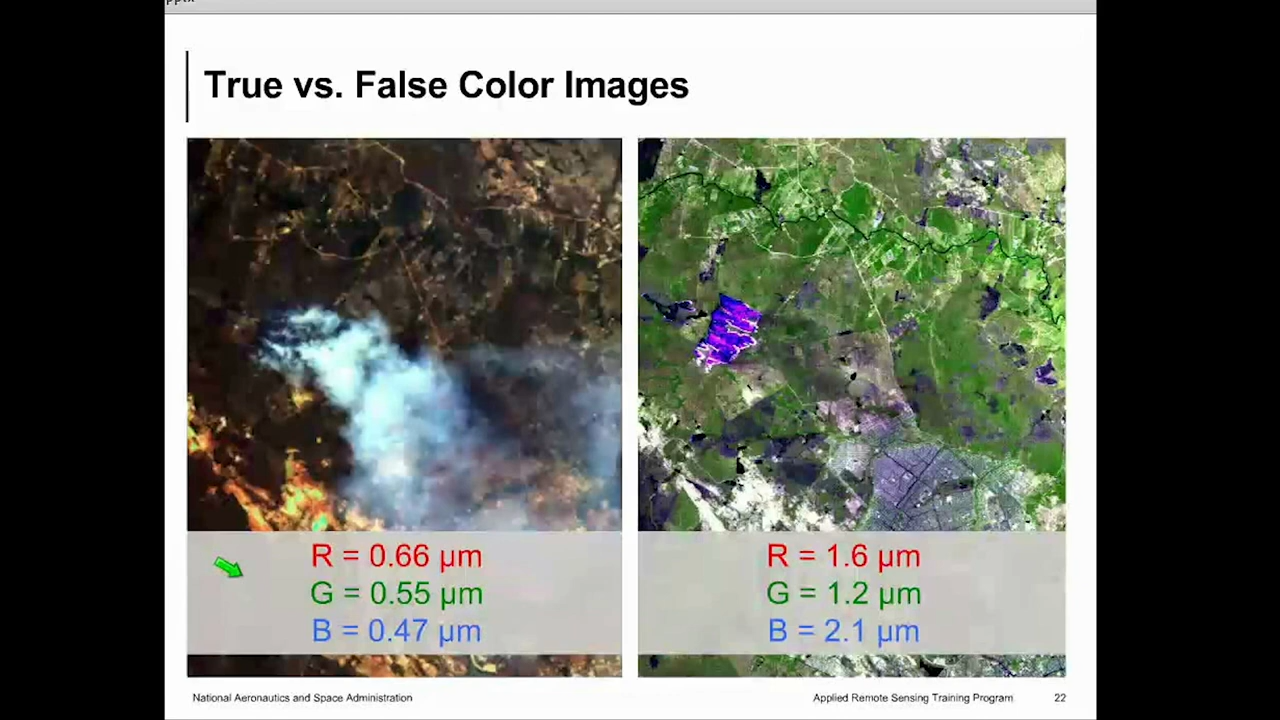 pptx
True vs. False Color Images
R = 0.66 µm
G = 0.55 µm
B = 0.47 µm
R = 1.6 µm
G = 1.2 µm
B = 2.1 µm
National Aeronautics and Space Administration
Applied Remote Sensing Training Program
22